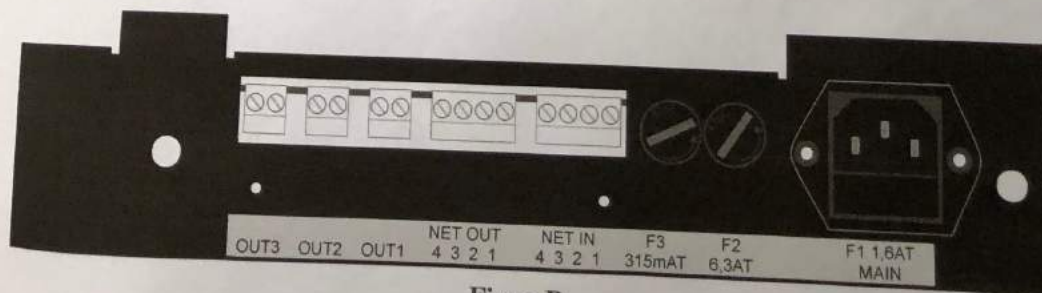 OUT3 OUT2 OUT1 NET OUT NET IN F3 F2 F1 1,6AT
4 3 2 1 4 3 2 1 315mAT 6,3AT MAIN